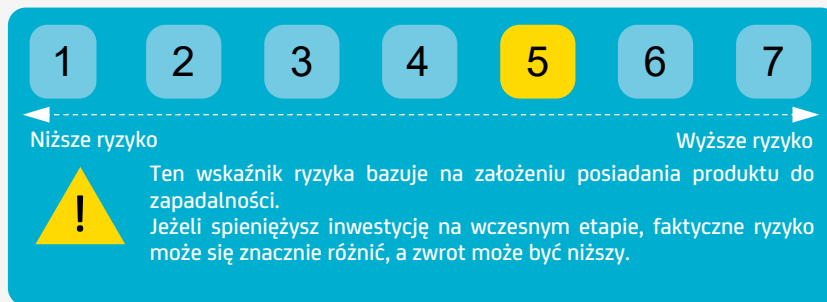 1 2 3 4 5 6 7
Niższe ryzyko Wyższe ryzyko
!
Ten wskaźnik ryzyka bazuje na założeniu posiadania produktu do
zapadalności.
Jeżeli spieniężysz inwestycję na wczesnym etapie, faktyczne ryzyko
może się znacznie różnić, a zwrot może być niższy.